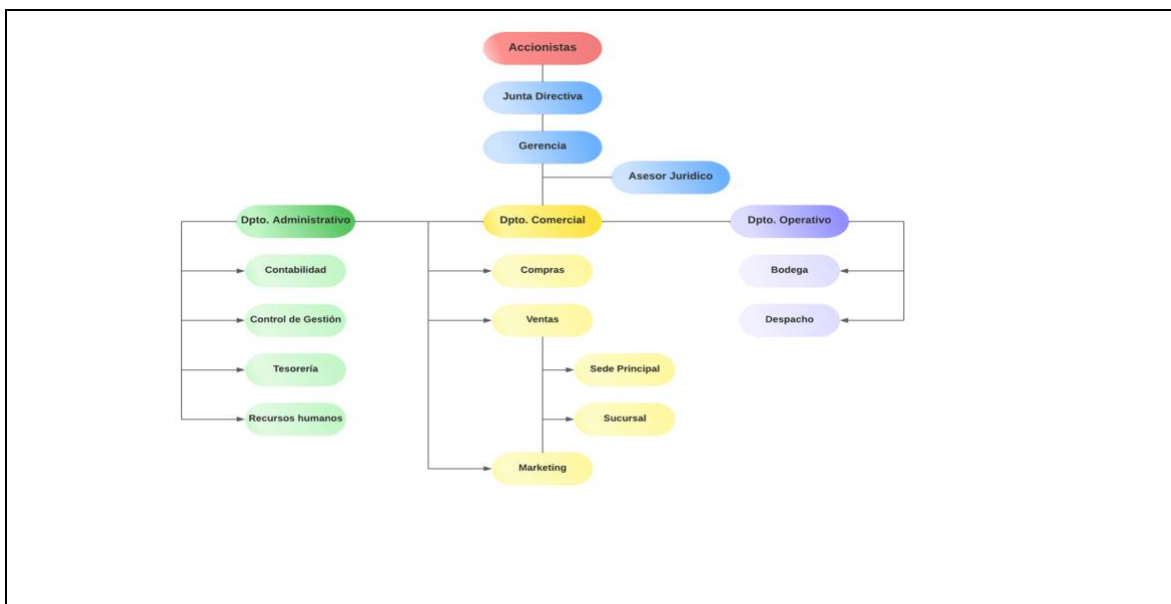 Accionistas
Junta Directiva
Gerencia
Asesor Juridico
Dpto. Administrativo
Dpto. Comercial
Dpto. Operativo
Contabilidad
Compras
Bodega
Control de Gestión
Ventas
Despacho
Tesorería
Sede Principal
Recursos humanos
Sucursal
Marketing